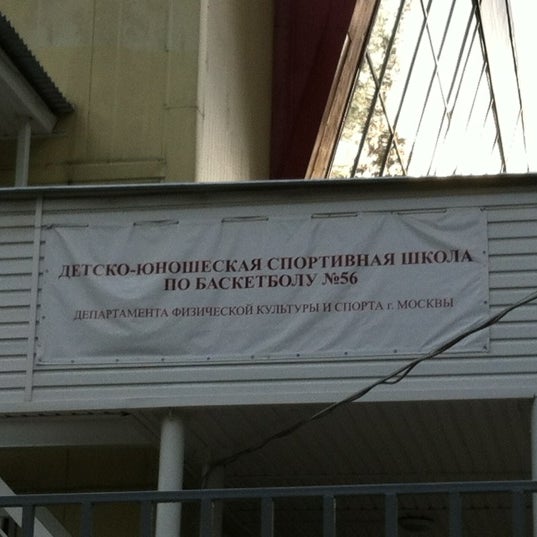 ДЕТСКО-ЮНОШЕСКАЯ СПОРТИВНАЯ ШКОЛА
ПО БАСКЕТБОЛУ №56
ДЕПАРТАМЕНТА ФИЗИЧЕСКОЙ КУЛЬТУРЫ И СПОРТА г. МОСКВЫ